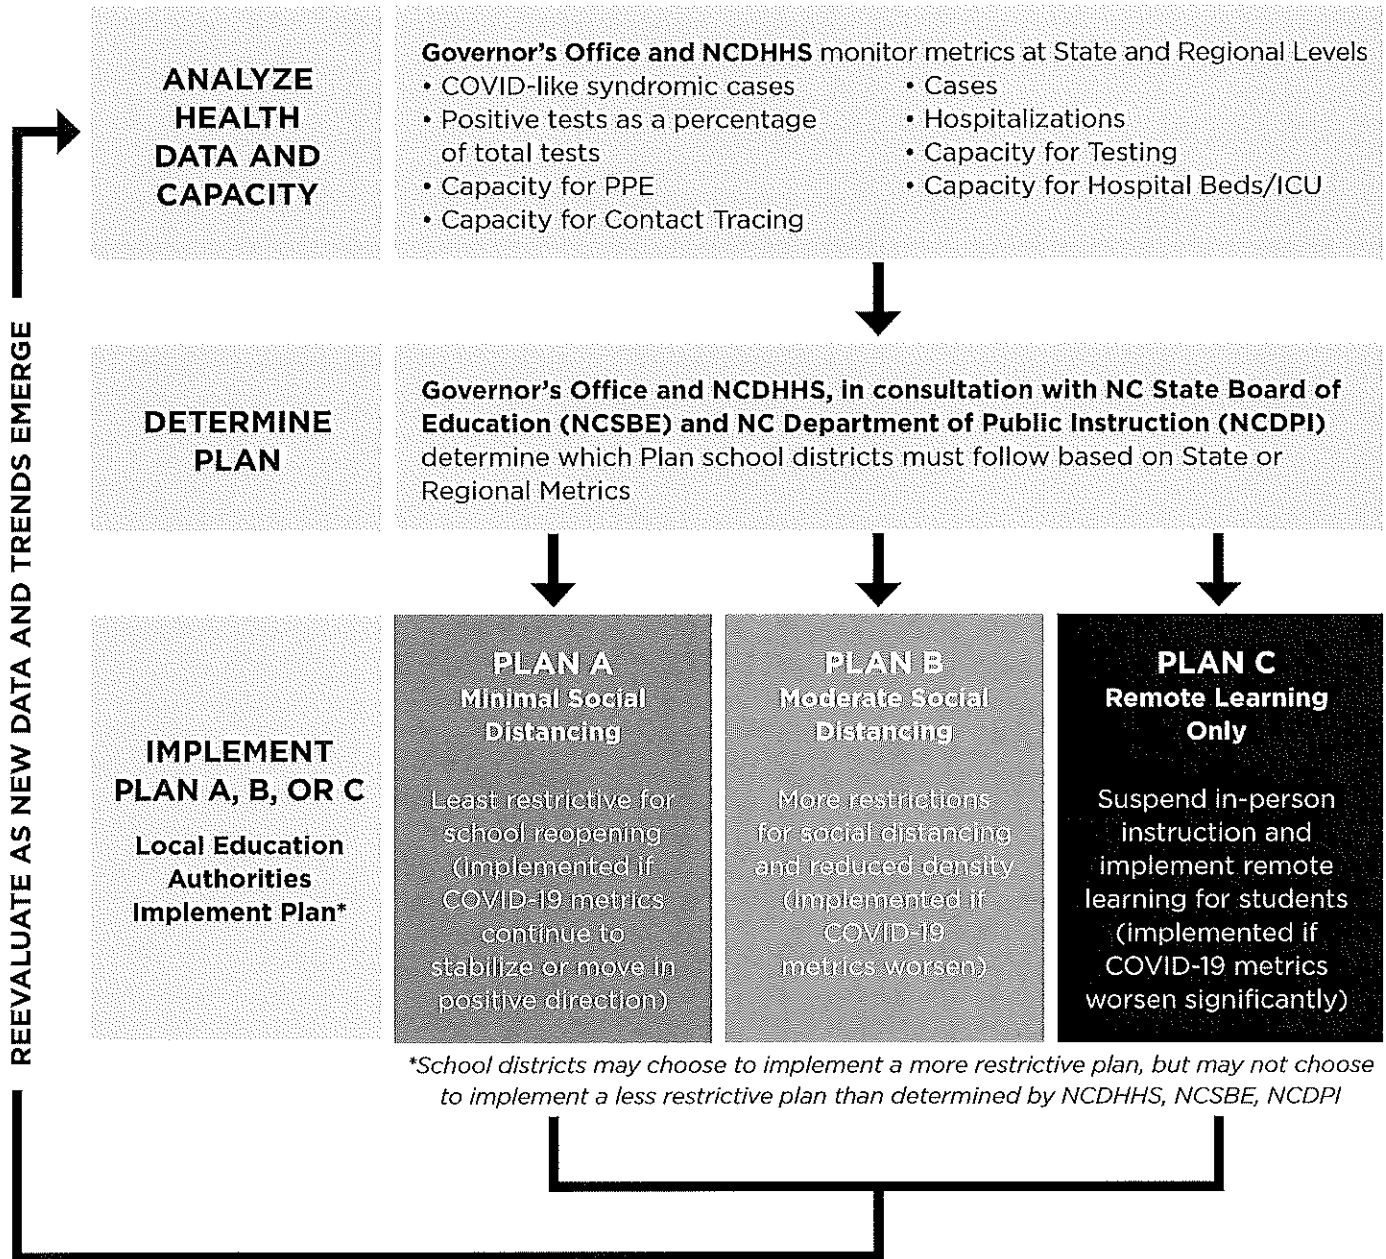 REEVALUATE AS NEW DATA AND TRENDS EMERGE
ANALYZE
HEALTH
DATA AND
CAPACITY
Governor's Office and NCDHHS monitor metrics at State and Regional Levels
• COVID-like syndromic cases
• Positive tests as a percentage
of total tests
• Capacity for PPE
• Capacity for Contact Tracing
• Cases
• Hospitalizations
• Capacity for Testing
• Capacity for Hospital Beds/ICU
DETERMINE
PLAN
Governor's Office and NCDHHS, in consultation with NC State Board of
Education (NCSBE) and NC Department of Public Instruction (NCDPI)
determine which Plan school districts must follow based on State or
Regional Metrics
IMPLEMENT
PLAN A, B, OR C
Local Education
Authorities
Implement Plan*
PLAN A
Minimal Social
Distancing
Least restrictive for
school reopening
(Implemented if
COVID-19 metrics
continue to
stabilize or move in
positive direction)
PLAN B
Moderate Social
Distancing
More restrictions
for social distancing
and reduced density
(Implemented if
COVID-19
metrics worsen)
PLAN C
Remote Learning
Only
Suspend in-person
instruction and
implement remote
learning for students
(implemented if
COVID-19 metrics
worsen significantly)
*School districts may choose to implement a more restrictive plan, but may not choose
to implement a less restrictive plan than determined by NCDHHS, NCSBE, NCDPI